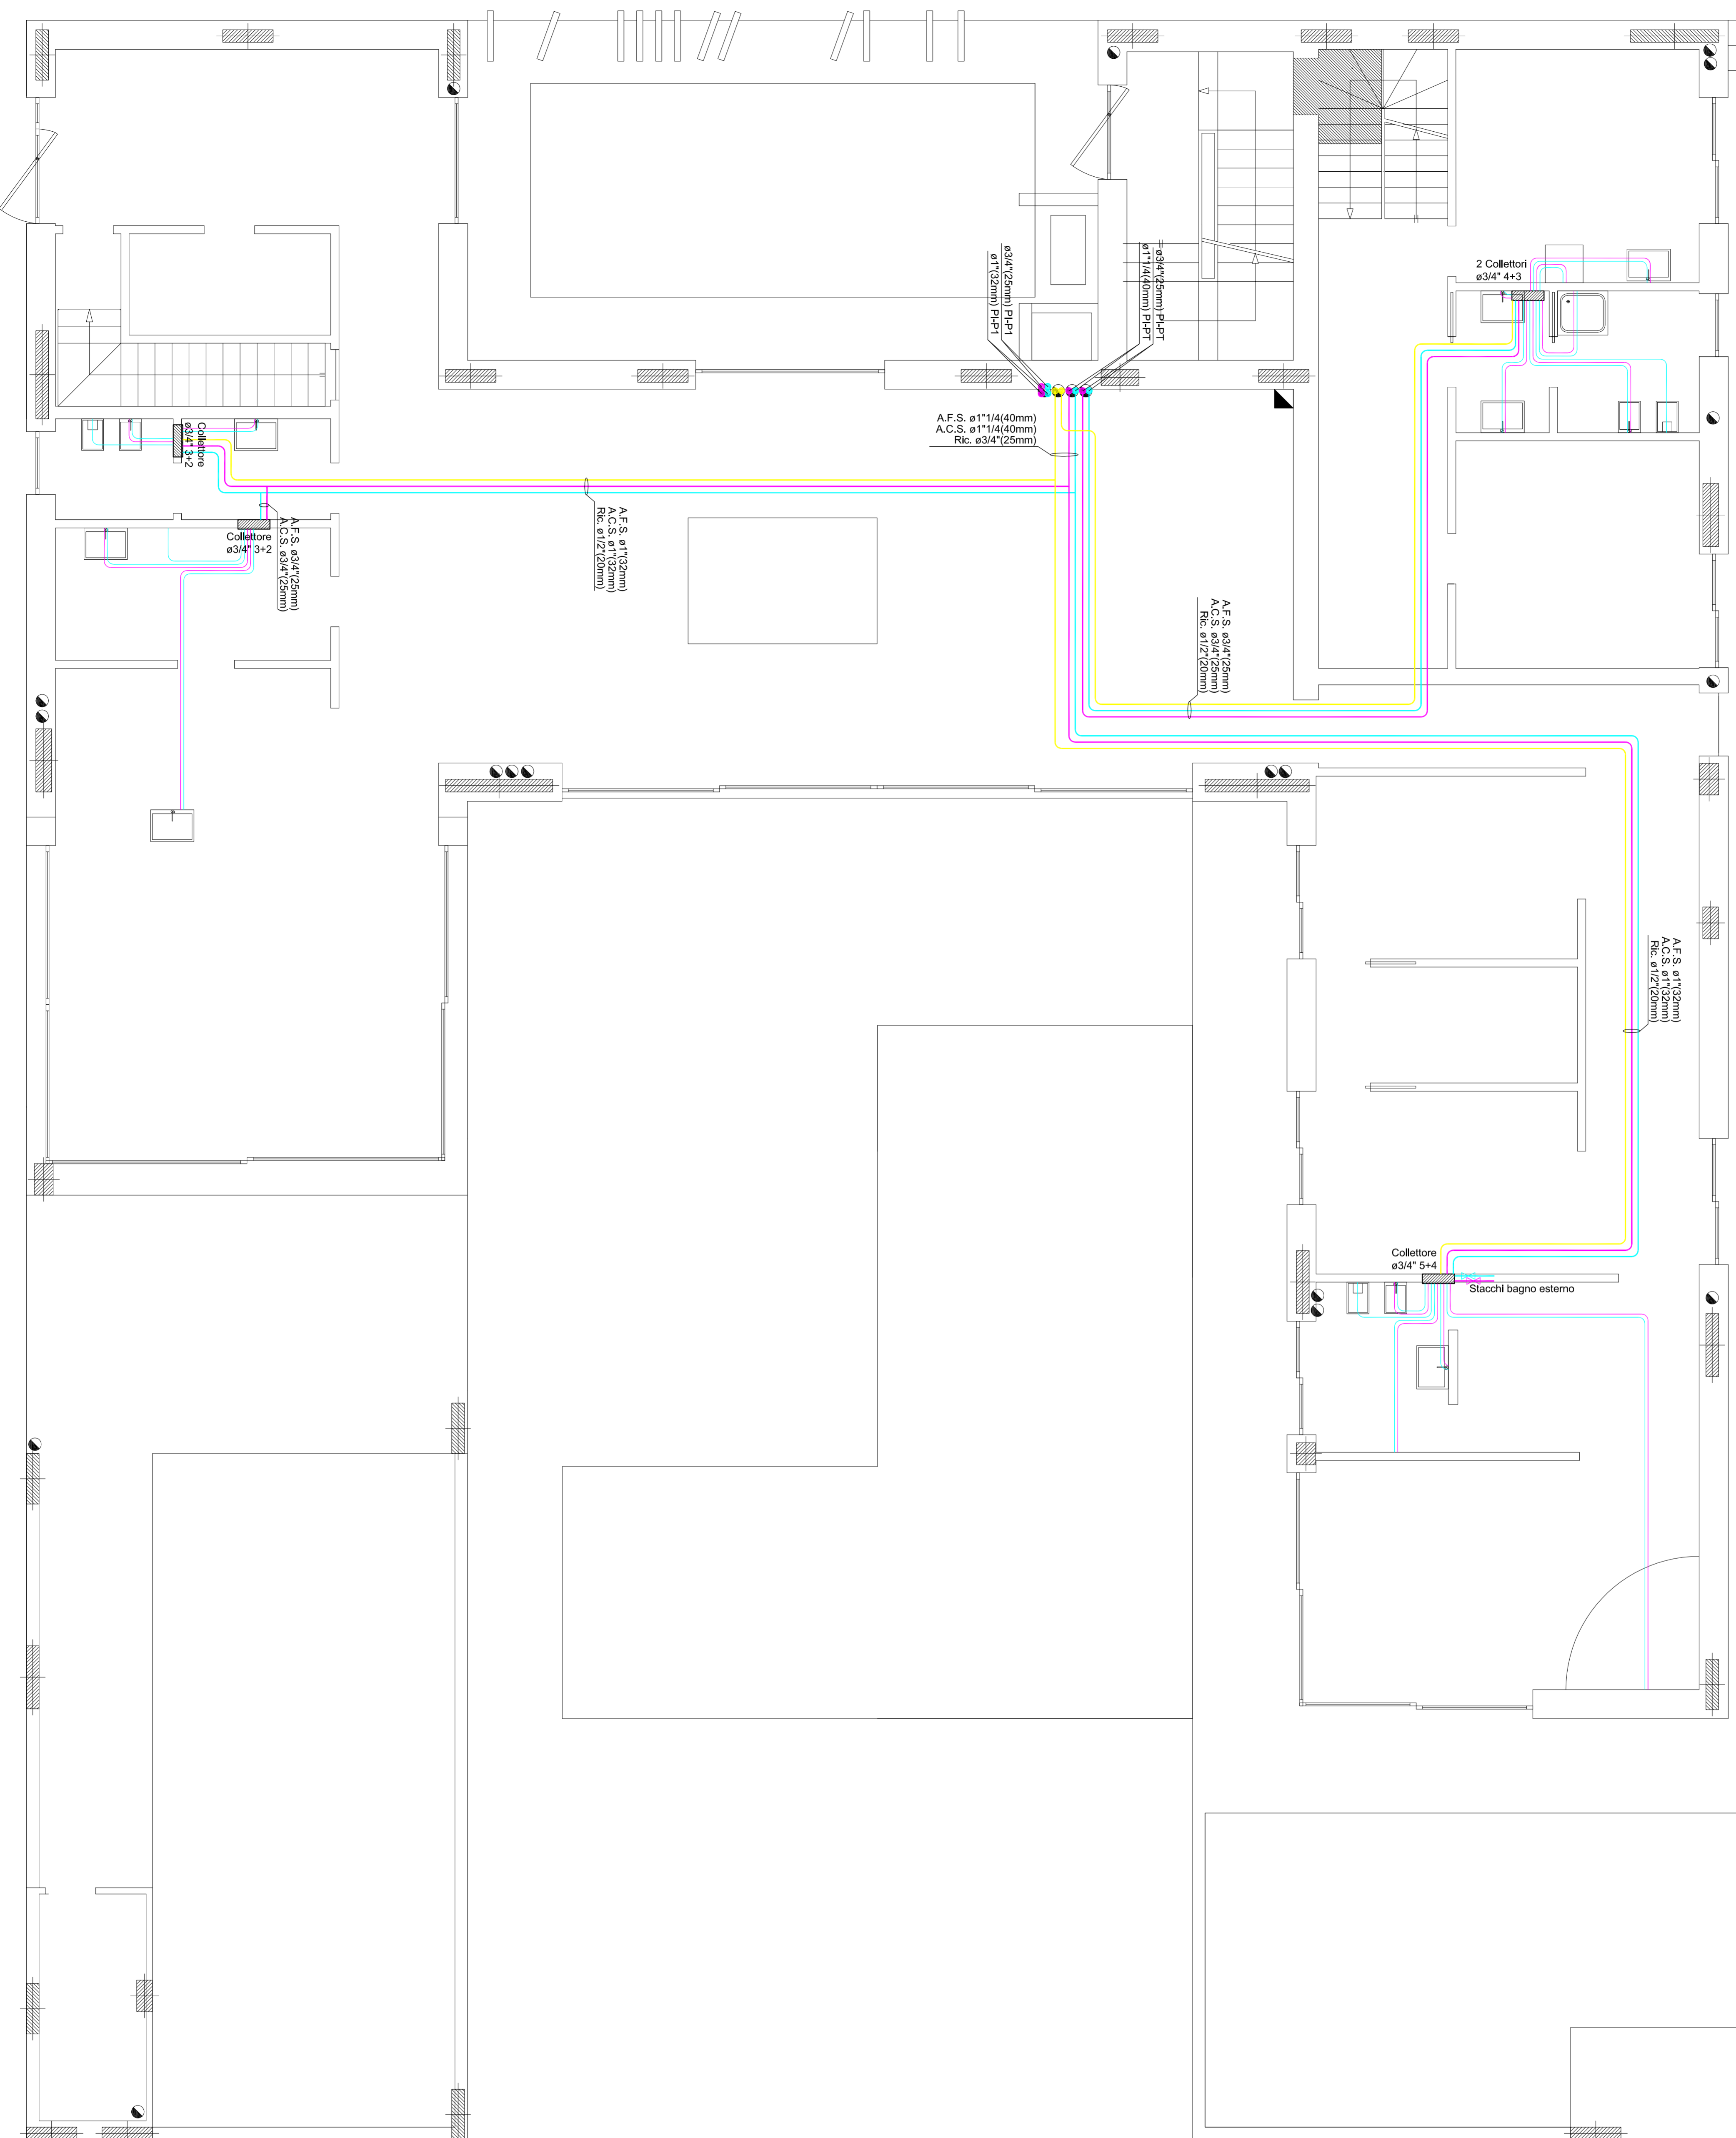 2 Collettori
ø3/4" 4+3
ø3/4"(25mm) PI-P1
ø1"(32mm) PI-P1
ø3/4"(25mm) PI-PT
ø1"1/4(40mm) PI-PT
A.F.S. ø1"1/4(40mm)
A.C.S. ø1"1/4(40mm)
Ric. ø3/4"(25mm)
Collettore
ø3/4" 3+2
A.F.S. ø3/4"(25mm)
A.C.S. ø3/4"(25mm)
Collettore
ø3/4" 3+2
A.F.S. ø1"(32mm)
A.C.S. ø1"(32mm)
Ric. ø1/2"(20mm)
A.F.S. ø3/4"(25mm)
A.C.S. ø3/4"(25mm)
Ric. ø1/2"(20mm)
A.F.S. ø1"(32mm)
A.C.S. ø1"(32mm)
Ric. ø1/2"(20mm)
Collettore
ø3/4" 5+4
Stacchi bagno esterno